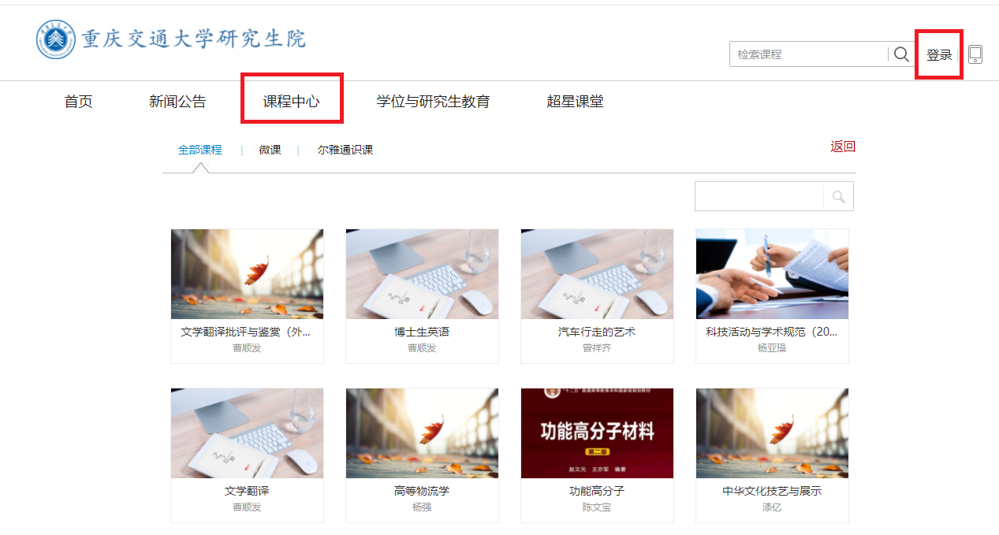 重庆交通大学研究生院
检索课程
登录
首页
新闻公告
课程中心
学位与研究生教育
超星课堂
全部课程 | 微课 | 尔雅通识课
返回
文学翻译批评与鉴赏（外...
曹顺发
博士生英语
曹顺发
汽车行走的艺术
曾祥齐
科技活动与学术规范（20...
杨亚璪
文学翻译
曹顺发
高等物流学
杨强
"十二五"普通高等教育本科国家级规划教材
功能高分子材料
第二版
赵文元 王亦军 编著
功能高分子
陈文宝
中华文化技艺与展示
漆亿